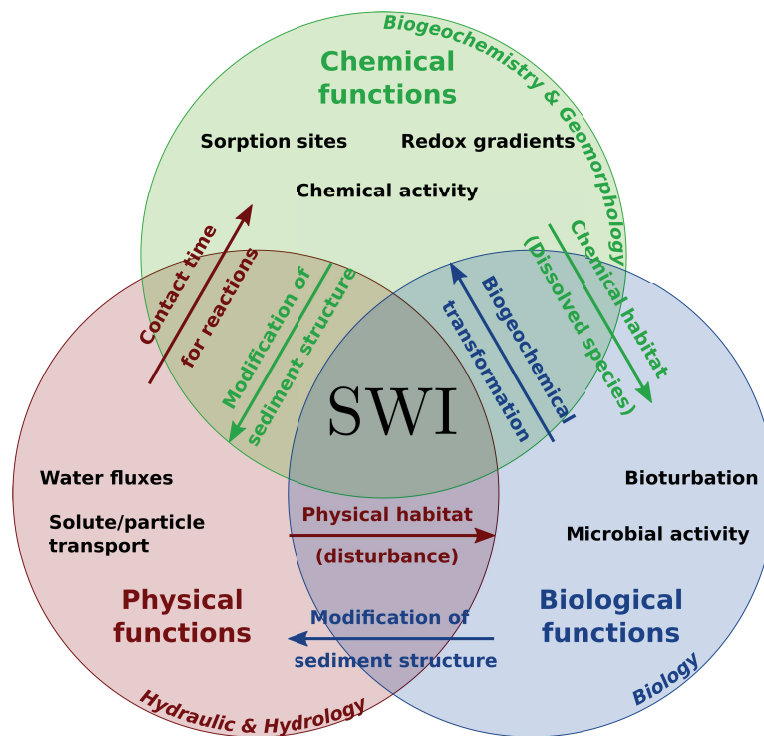 Biogeochemistry & Geomorphology
Chemical
functions
Sorption sites
Redox gradients
Chemical activity
Contact time
for reactions
Modification of
sediment structure
Biogeochemical
transformation
Chemical habitat
(Dissolved species)
SWI
Water fluxes
Solute/particle
transport
Physical habitat
(disturbance)
Bioturbation
Microbial activity
Physical
functions
Modification of
sediment structure
Biological
functions
Hydraulic & Hydrology
Biology